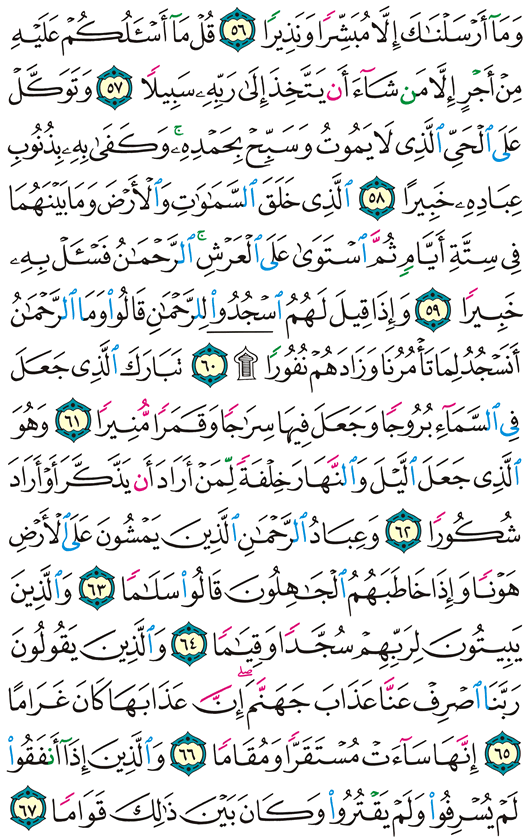 وَمَآ أَرْسَلْنَٰكَ إِلَّا مُبَشِّرًا وَنَذِيرًا ٥٦ قُلْ مَآ أَسْـَٔلُكُمْ عَلَيْهِ
مِنْ أَجْرٍ إِلَّا مَن شَآءَ أَن يَتَّخِذَ إِلَىٰ رَبِّهِۦ سَبِيلًا ٥٧ وَتَوَكَّلْ
عَلَى ٱلْحَىِّ ٱلَّذِى لَا يَمُوتُ وَسَبِّحْ بِحَمْدِهِۦ ۚ وَكَفَىٰ بِهِۦ بِذُنُوبِ
عِبَادِهِۦ خَبِيرًا ٥٨ ٱلَّذِى خَلَقَ ٱلسَّمَٰوَٰتِ وَٱلْأَرْضَ وَمَا بَيْنَهُمَا
فِى سِتَّةِ أَيَّامٍ ثُمَّ ٱسْتَوَىٰ عَلَى ٱلْعَرْشِ ۚ ٱلرَّحْمَٰنُ فَسْـَٔلْ بِهِۦ
خَبِيرًا ٥٩ وَإِذَا قِيلَ لَهُمُ ٱسْجُدُوا۟ لِلرَّحْمَٰنِ قَالُوا۟ وَمَا ٱلرَّحْمَٰنُ
أَنَسْجُدُ لِمَا تَأْمُرُنَا وَزَادَهُمْ نُفُورًا ۩ ٦٠ تَبَارَكَ ٱلَّذِى جَعَلَ
فِى ٱلسَّمَآءِ بُرُوجًا وَجَعَلَ فِيهَا سِرَٰجًا وَقَمَرًا مُّنِيرًا ٦١ وَهُوَ
ٱلَّذِى جَعَلَ ٱلَّيْلَ وَٱلنَّهَارَ خِلْفَةً لِّمَنْ أَرَادَ أَن يَذَّكَّرَ أَوْ أَرَادَ
شُكُورًا ٦٢ وَعِبَادُ ٱلرَّحْمَٰنِ ٱلَّذِينَ يَمْشُونَ عَلَى ٱلْأَرْضِ
هَوْنًا وَإِذَا خَاطَبَهُمُ ٱلْجَٰهِلُونَ قَالُوا۟ سَلَٰمًا ٦٣ وَٱلَّذِينَ
يَبِيتُونَ لِرَبِّهِمْ سُجَّدًا وَقِيَٰمًا ٦٤ وَٱلَّذِينَ يَقُولُونَ
رَبَّنَا ٱصْرِفْ عَنَّا عَذَابَ جَهَنَّمَ ۖ إِنَّ عَذَابَهَا كَانَ غَرَامًا
٦٥ إِنَّهَا سَآءَتْ مُسْتَقَرًّا وَمُقَامًا ٦٦ وَٱلَّذِينَ إِذَآ أَنفَقُوا۟
لَمْ يُسْرِفُوا۟ وَلَمْ يَقْتُرُوا۟ وَكَانَ بَيْنَ ذَٰلِكَ قَوَامًا ٦٧